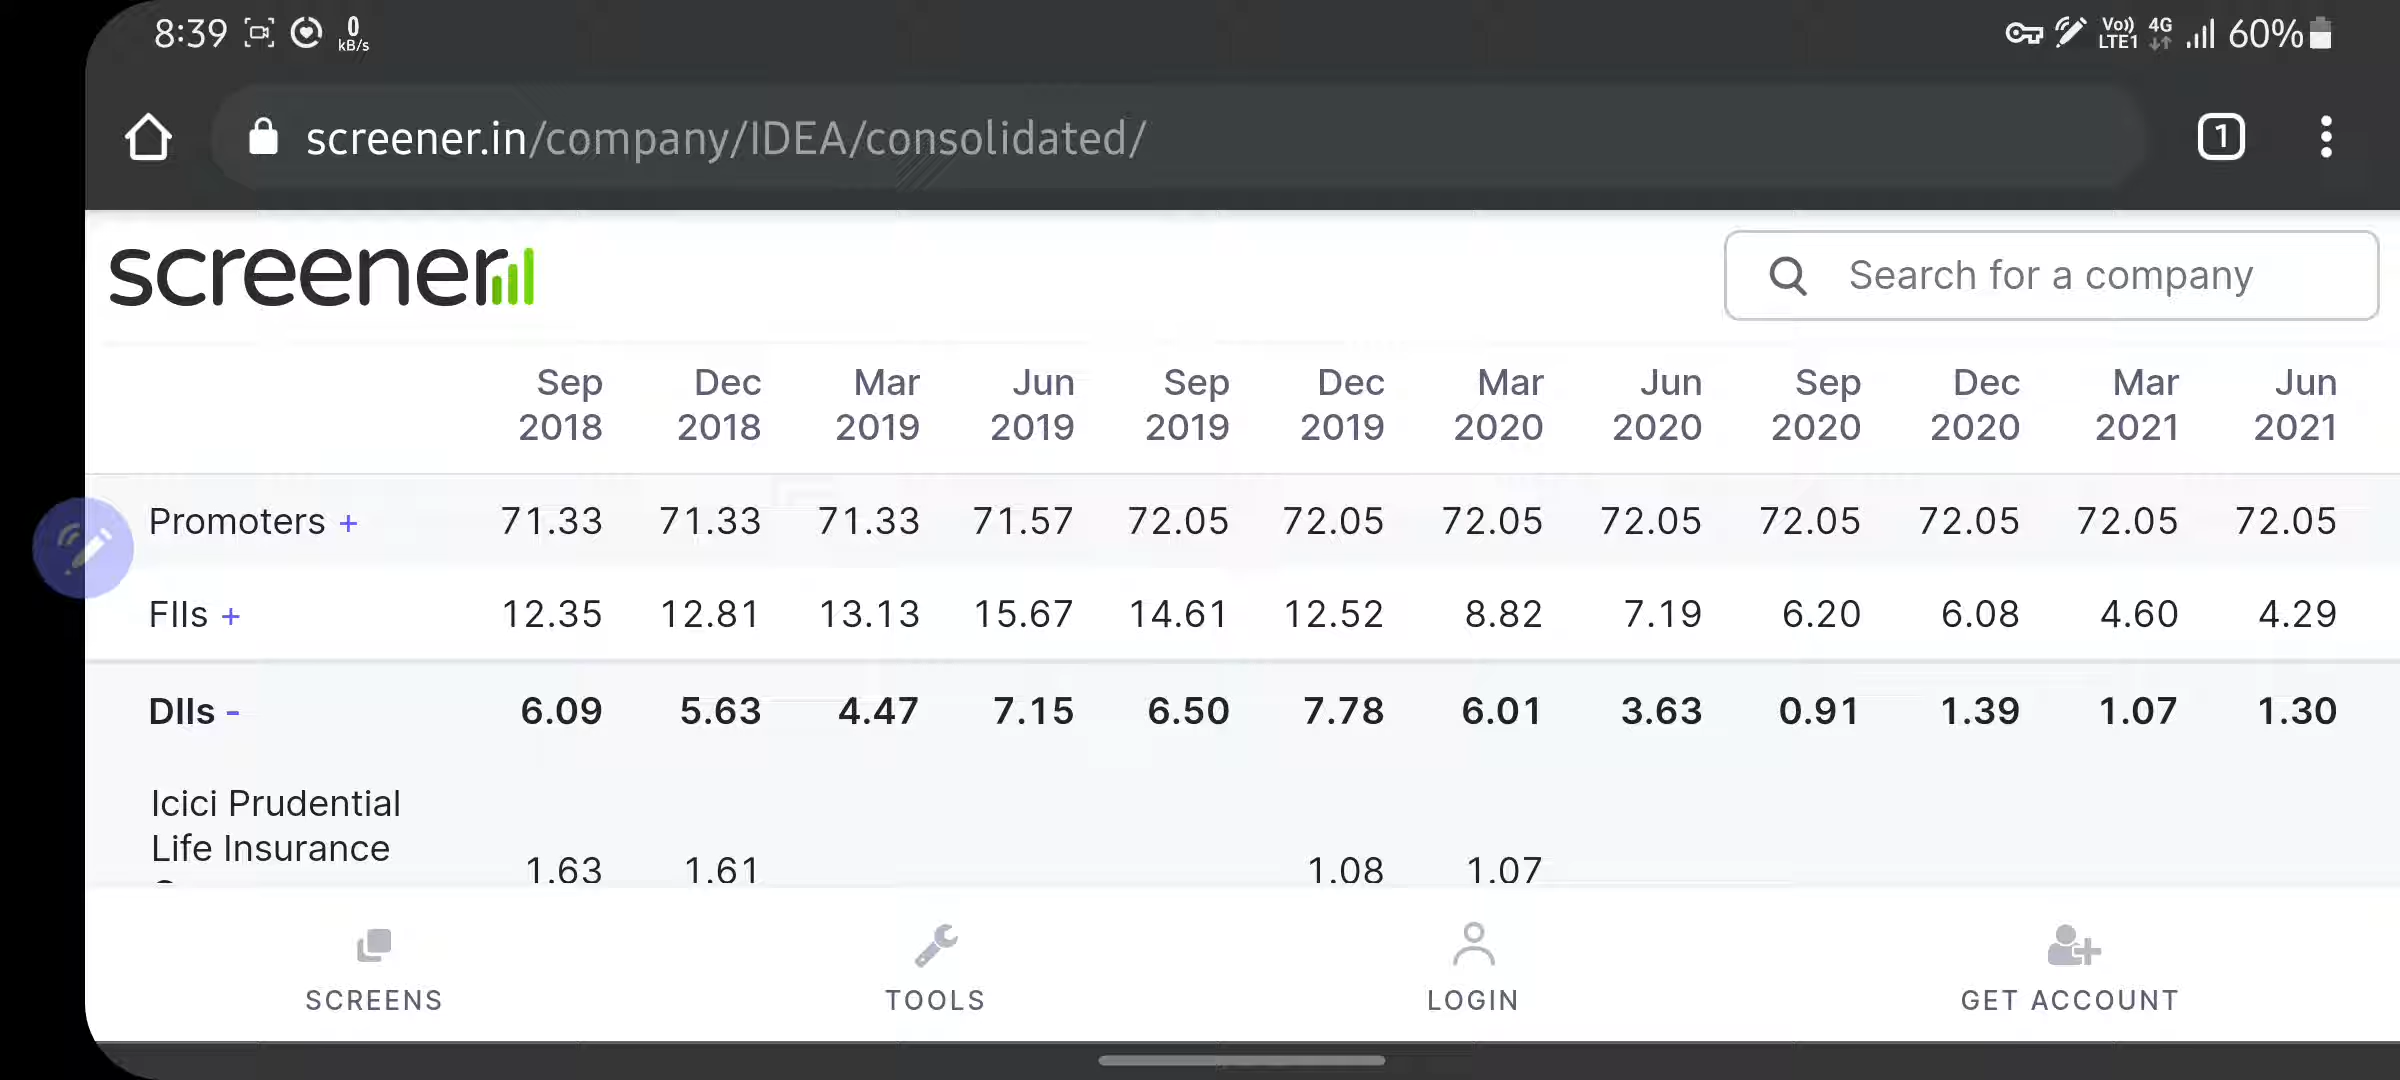 8:39 0 kB/s Vo)) LTE1 4G 60%
screener.in/company/IDEA/consolidated/ 1
screener Search for a company
Sep 2018 Dec 2018 Mar 2019 Jun 2019 Sep 2019 Dec 2019 Mar 2020 Jun 2020 Sep 2020 Dec 2020 Mar 2021 Jun 2021
Promoters + 71.33 71.33 71.33 71.57 72.05 72.05 72.05 72.05 72.05 72.05 72.05 72.05
FIIs + 12.35 12.81 13.13 15.67 14.61 12.52 8.82 7.19 6.20 6.08 4.60 4.29
DIIs - 6.09 5.63 4.47 7.15 6.50 7.78 6.01 3.63 0.91 1.39 1.07 1.30
Icici Prudential
Life Insurance
1.63 1.61 1.08 1.07
SCREENS TOOLS LOGIN GET ACCOUNT